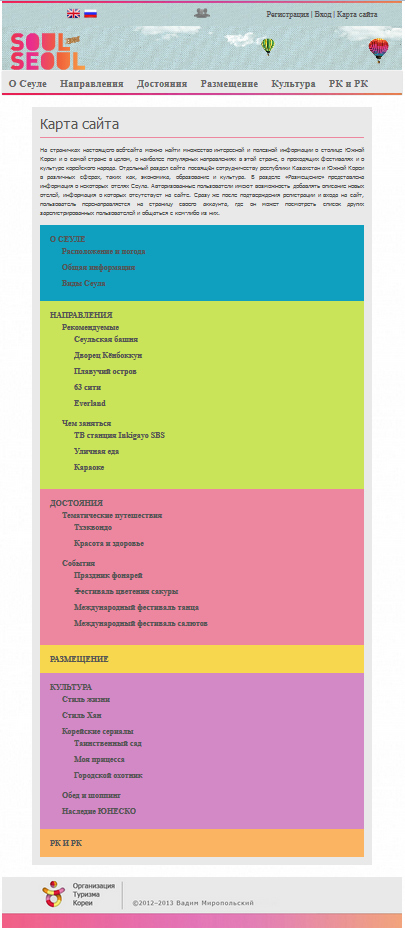 Регистрация | Вход | Карта сайта
SOUL SEOUL
О Сеуле Направления Достояния Размещение Культура РК и РК
Карта сайта
На страничках настоящего веб-сайта можно найти множество интересной и полезной информации о столице Южной
Кореи и о самой стране в целом, о наиболее популярных направлениях в этой стране, о проходящих фестивалях и о
культуре корейского народа. Отдельный раздел сайта посвящён сотрудничеству республики Казахстан и Южной Кореи
в различных сферах, таких как, экономика, образование и культура. В разделе «Размещение» представлена
информация о некоторых отелях Сеула. Авторизованные пользователи имеют возможность добавлять описание новых
отелей, информация о которых отсутствует на сайте. Сразу же после подтверждения регистрации и входа на сайт,
пользователь перенаправляется на страницу своего аккаунта, где он может посмотреть список других
зарегистрированных пользователей и общаться с кем-либо из них.
О СЕУЛЕ
Расположение и погода
Общая информация
Виды Сеула
НАПРАВЛЕНИЯ
Рекомендуемые
Сеульская башня
Дворец Кёнбоккун
Плавучий остров
63 сити
Everland
Чем заняться
ТВ станция Inkigayo SBS
Уличная еда
Караоке
ДОСТОЯНИЯ
Тематические путешествия
Тхэквондо
Красота и здоровье
События
Праздник фонарей
Фестиваль цветения сакуры
Международный фестиваль танца
Международный фестиваль салютов
РАЗМЕЩЕНИЕ
КУЛЬТУРА
Стиль жизни
Стиль Хан
Корейские сериалы
Таинственный сад
Моя прицесса
Городской охотник
Обед и шоппинг
Наследие ЮНЕСКО
РК И РК
Организация
Туризма
Кореи
©2012-2013 Вадим Миропольский